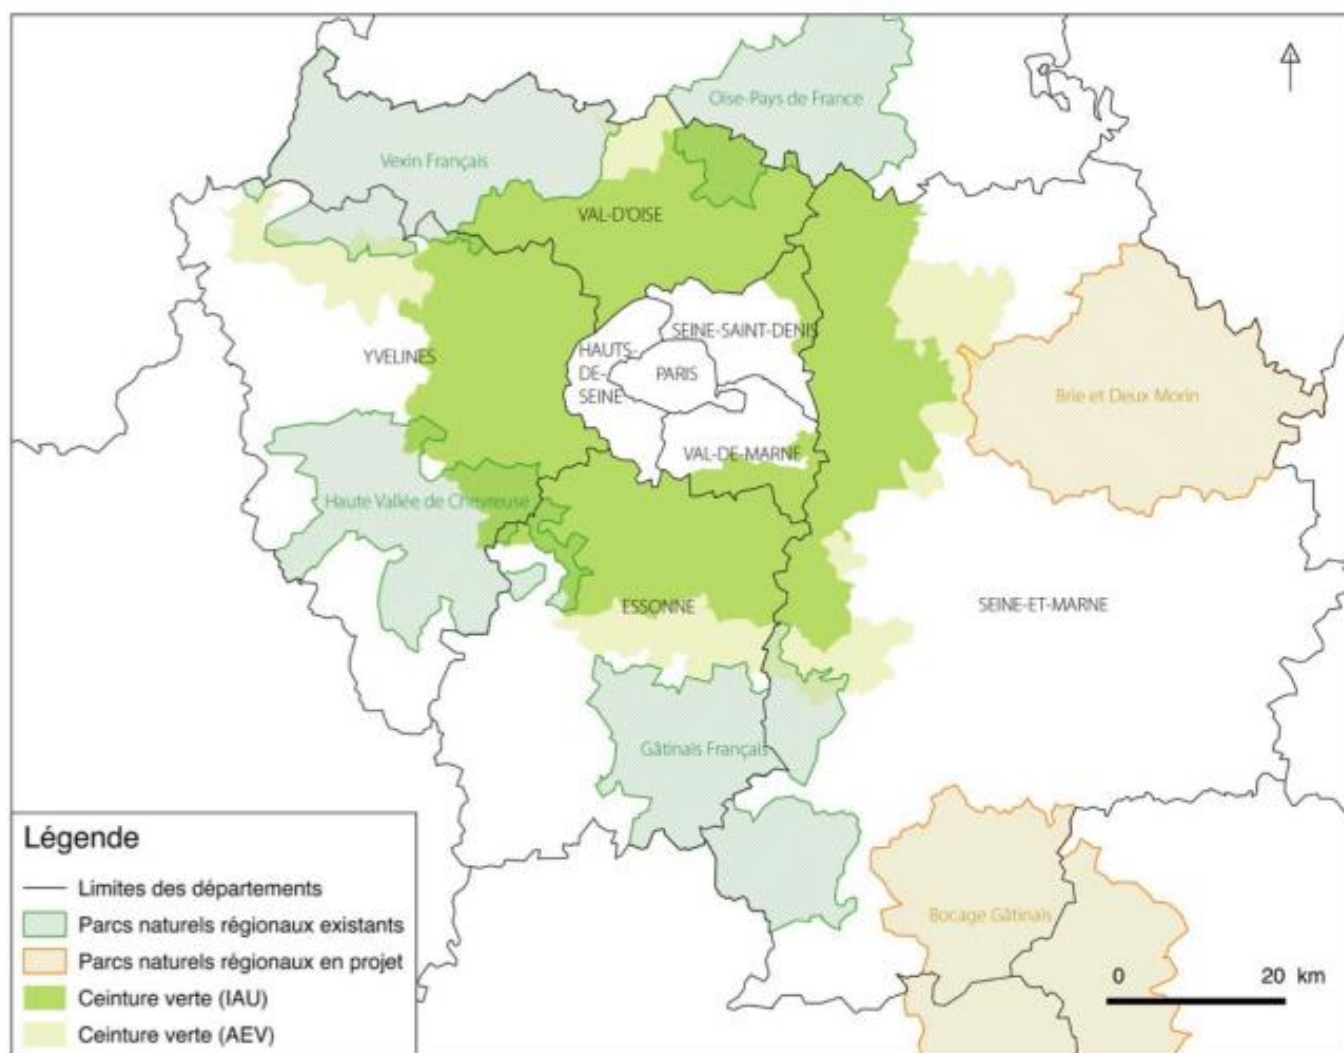 Oise-Pays de France
Vexin Français
VAL-D'OISE
SEINE-SAINT-DENIS
HAUTS-
DE-
SEINE
PARIS
YVELINES
Brie et Deux Morin
VAL-DE-MARNE
Haute Vallée de Chevreuse
ESSONNE
SEINE-ET-MARNE
Gâtinais Français
Bocage Gâtinais
0 20 km
Légende
Limites des départements
Parcs naturels régionaux existants
Parcs naturels régionaux en projet
Ceinture verte (IAU)
Ceinture verte (AEV)